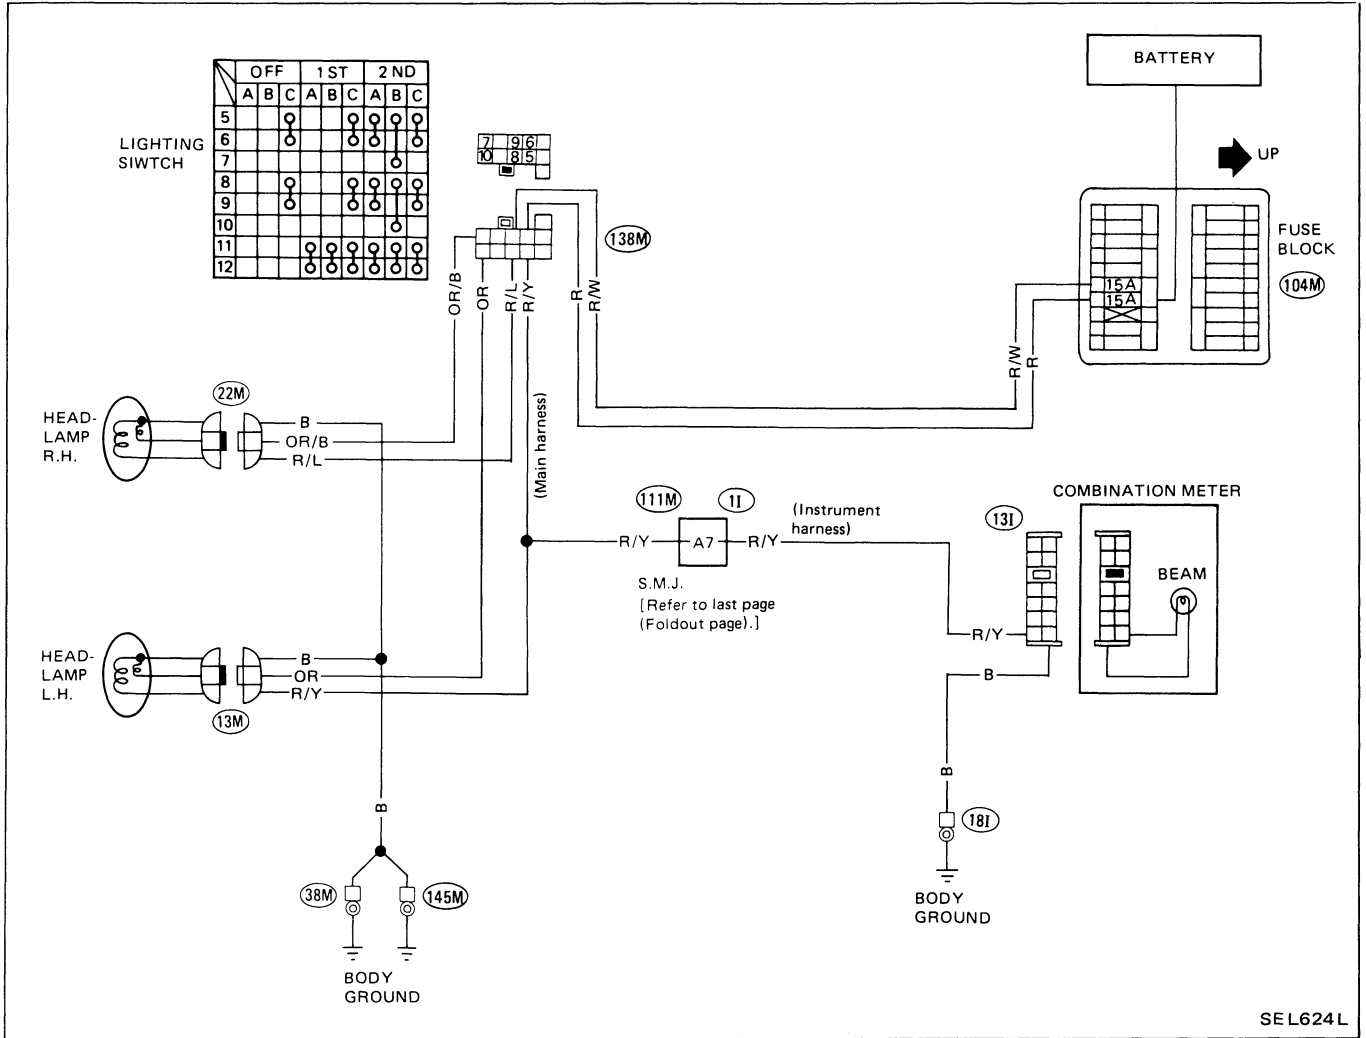 BATTERY
OFF 1ST 2ND
A B C A B C A B C
5
6
7
8
9
10
11
12
LIGHTING
SIWTCH
7 9 6
10 8 5
138M
UP
FUSE
BLOCK
104M
15A
15A
OR/B
OR
R/L
R/Y
R
R/W
R/W
R
HEAD-
LAMP
R.H.
22M
B
OR/B
R/L
(Main harness)
111M
1I
(Instrument
harness)
R/Y
A7
R/Y
S.M.J.
[Refer to last page
(Foldout page).]
13I
COMBINATION METER
BEAM
R/Y
B
HEAD-
LAMP
L.H.
13M
B
OR
R/Y
B
B
18I
BODY
GROUND
38M
145M
BODY
GROUND
SEL624L